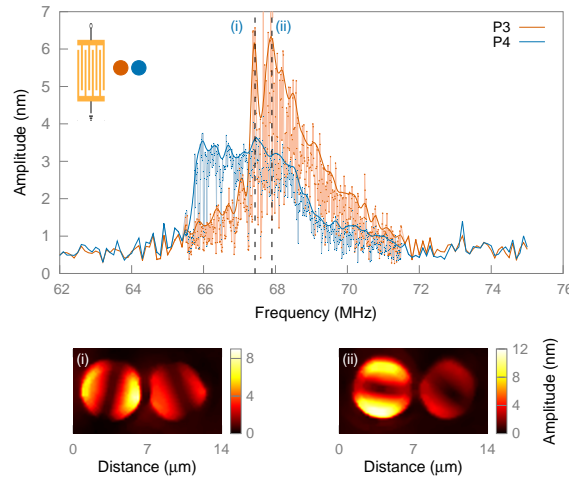 7
6
5
4
3
2
1
0
Amplitude (nm)
(i)
(ii)
P3
P4
62
64
66
68
70
72
74
76
Frequency (MHz)
(i)
8
4
0
0
7
14
Distance (μm)
(ii)
12
8
4
0
Amplitude (nm)
0
7
14
Distance (μm)